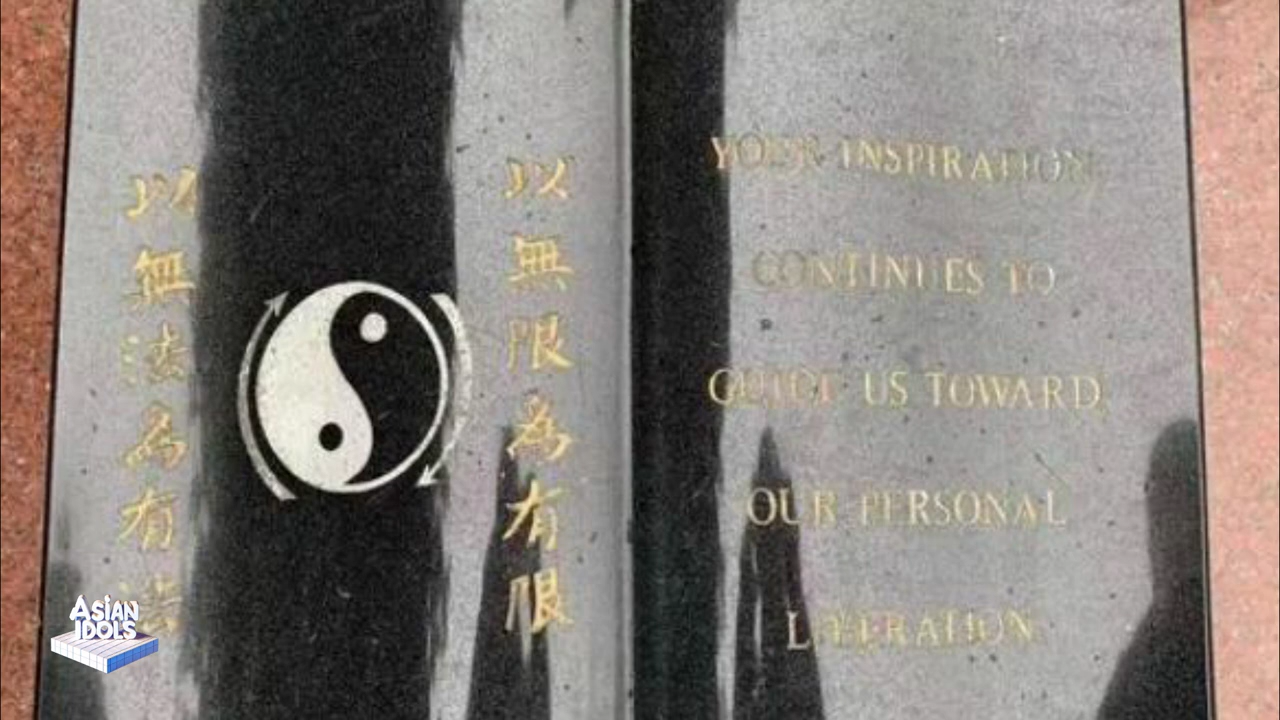 以無限為有限
以無法為有法
YOUR INSPIRATION
CONTINUES TO
GUIDE US TOWARD
OUR PERSONAL
LIBERATION
ASIAN
IDOLS